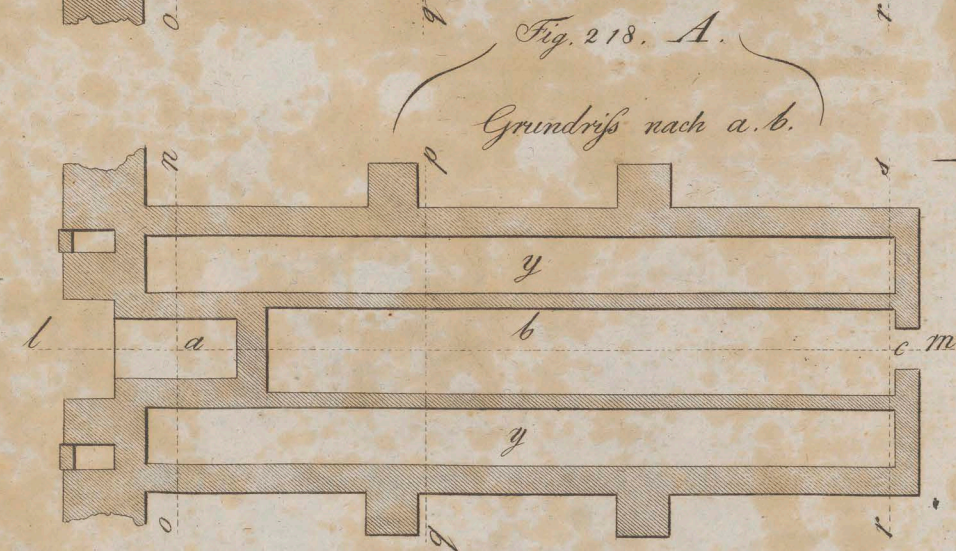 o q r
Fig. 218. A.
Grundriſs nach a. b.
n p s
y
l a b c m
y
o q r